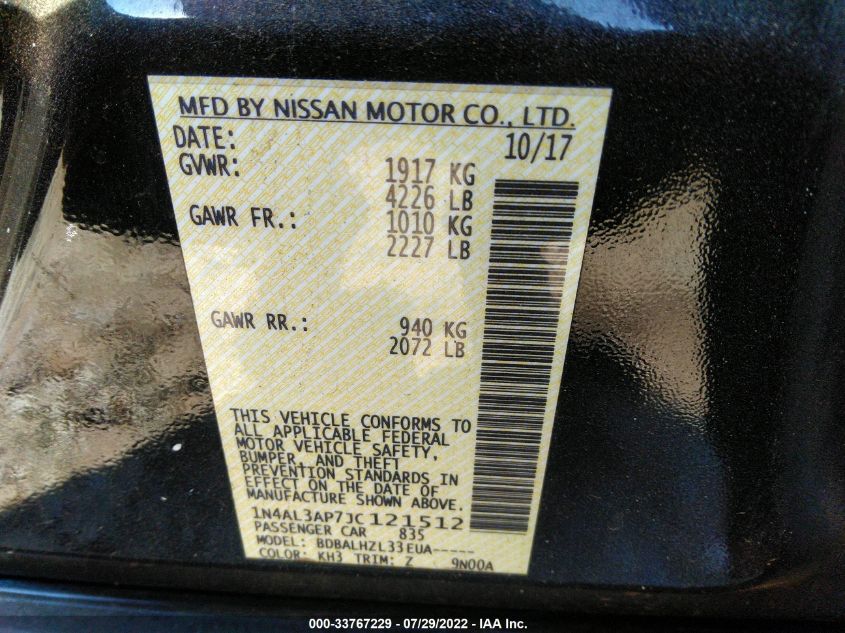 MFD BY NISSAN MOTOR CO., LTD.
DATE: 10/17
GVWR: 1917 KG
4226 LB
GAWR FR.: 1010 KG
2227 LB
GAWR RR.: 940 KG
2072 LB
THIS VEHICLE CONFORMS TO
ALL APPLICABLE FEDERAL
MOTOR VEHICLE SAFETY,
BUMPER, AND THEFT
PREVENTION STANDARDS IN
EFFECT ON THE DATE OF
MANUFACTURE SHOWN ABOVE.
1N4AL3AP7JC121512
PASSENGER CAR 835
MODEL: BDBALHZL33EUA-----
COLOR: KH3 TRIM: Z 9N00A
000-33767229 - 07/29/2022 - IAA Inc.